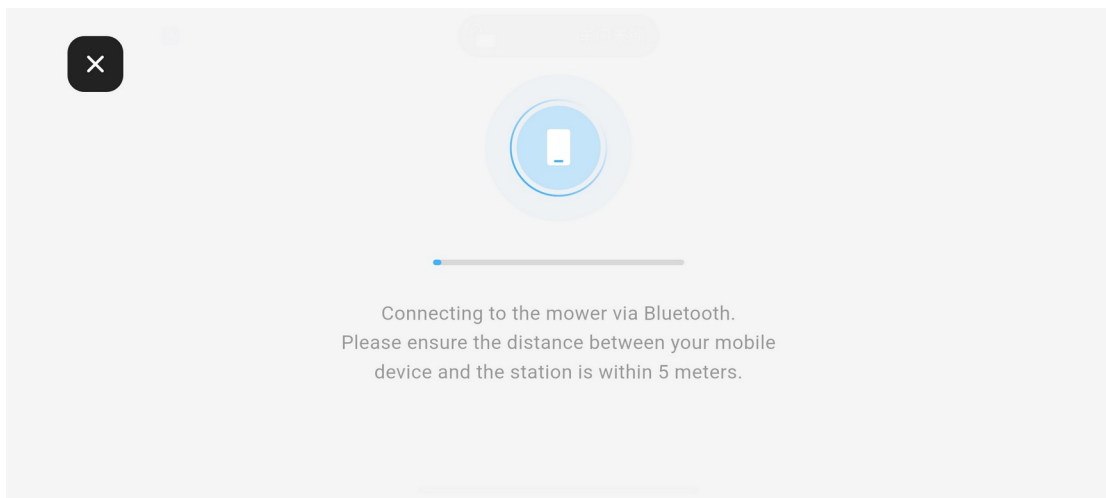 Connecting to the mower via Bluetooth.
Please ensure the distance between your mobile
device and the station is within 5 meters.